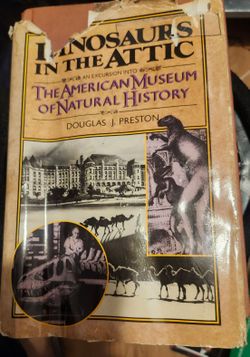 DINOSAURS
IN THE ATTIC
AN EXCURSION INTO
THE AMERICAN MUSEUM
OF NATURAL HISTORY
DOUGLAS J. PRESTON